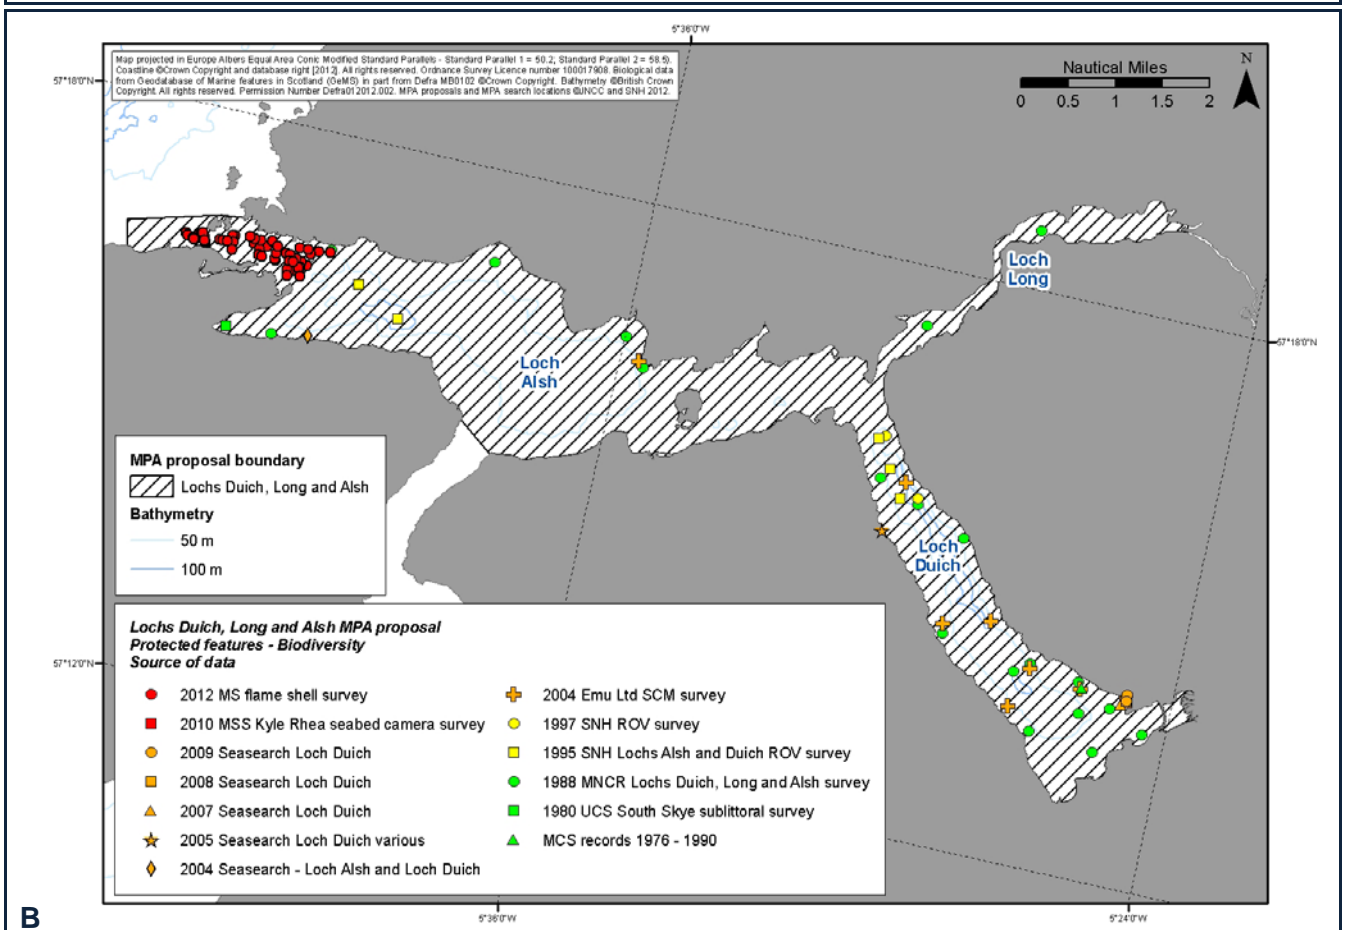 5°36'0"W
Map projected in Europe Albers Equal Area Conic Modified Standard Parallels - Standard Parallel 1 = 50.2; Standard Parallel 2 = 58.5).
Coastline ©Crown Copyright and database right [2012]. All rights reserved. Ordnance Survey Licence number 100017908. Biological data
from Geodatabase of Marine features in Scotland (GeMS) in part from Defra MB0102 ©Crown Copyright. Bathymetry ©British Crown
Copyright. All rights reserved. Permission Number Defra012012.002. MPA proposals and MPA search locations ©JNCC and SNH 2012.
57°18'0"N
Nautical Miles
0 0.5 1 1.5 2
N
Loch
Long
57°18'0"N
Loch
Alsh
Loch
Duich
MPA proposal boundary
Lochs Duich, Long and Alsh
Bathymetry
50 m
100 m
57°12'0"N
Lochs Duich, Long and Alsh MPA proposal
Protected features - Biodiversity
Source of data
2012 MS flame shell survey
2010 MSS Kyle Rhea seabed camera survey
2009 Seasearch Loch Duich
2008 Seasearch Loch Duich
2007 Seasearch Loch Duich
2005 Seasearch Loch Duich various
2004 Seasearch - Loch Alsh and Loch Duich
2004 Emu Ltd SCM survey
1997 SNH ROV survey
1995 SNH Lochs Alsh and Duich ROV survey
1988 MNCR Lochs Duich, Long and Alsh survey
1980 UCS South Skye sublittoral survey
MCS records 1976 - 1990
B
5°36'0"W
5°24'0"W